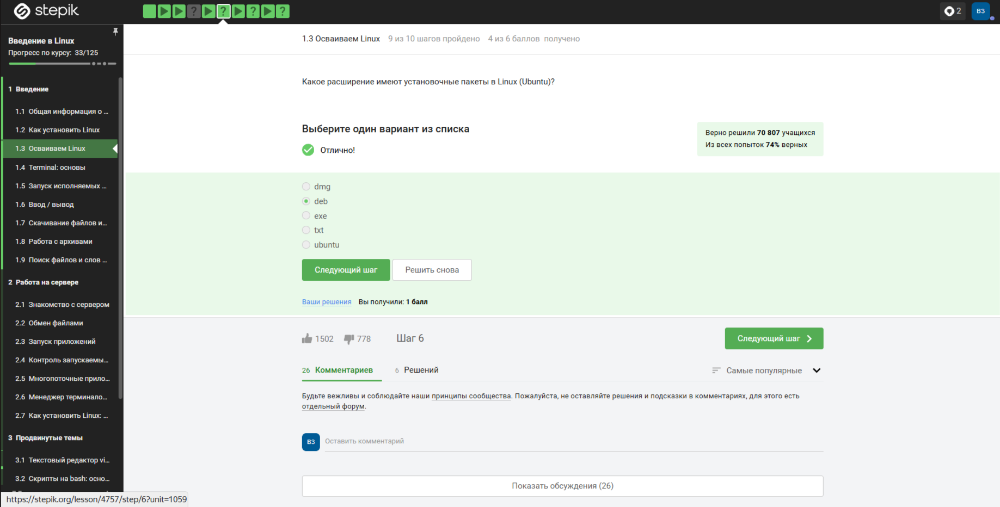 stepik
? ? ? ?
2
ВЗ
Введение в Linux
Прогресс по курсу: 33/125
1 Введение
1.1 Общая информация о ...
1.2 Как установить Linux
1.3 Осваиваем Linux
1.4 Terminal: основы
1.5 Запуск исполняемых ...
1.6 Ввод / вывод
1.7 Скачивание файлов и...
1.8 Работа с архивами
1.9 Поиск файлов и слов ...
2 Работа на сервере
2.1 Знакомство с сервером
2.2 Обмен файлами
2.3 Запуск приложений
2.4 Контроль запускаемы...
2.5 Многопоточные прило...
2.6 Менеджер терминало...
2.7 Как установить Linux: ...
3 Продвинутые темы
3.1 Текстовый редактор vi...
3.2 Скрипты на bash: осно...
https://stepik.org/lesson/4757/step/6?unit=1059
1.3 Осваиваем Linux 9 из 10 шагов пройдено 4 из 6 баллов получено
Какое расширение имеют установочные пакеты в Linux (Ubuntu)?
Выберите один вариант из списка
Отлично!
Верно решили 70 807 учащихся
Из всех попыток 74% верных
dmg
deb
exe
txt
ubuntu
Следующий шаг Решить снова
Ваши решения Вы получили: 1 балл
1502 778 Шаг 6 Следующий шаг
26 Комментариев 6 Решений Самые популярные
Будьте вежливы и соблюдайте наши принципы сообщества. Пожалуйста, не оставляйте решения и подсказки в комментариях, для этого есть
отдельный форум.
ВЗ Оставить комментарий
Показать обсуждения (26)